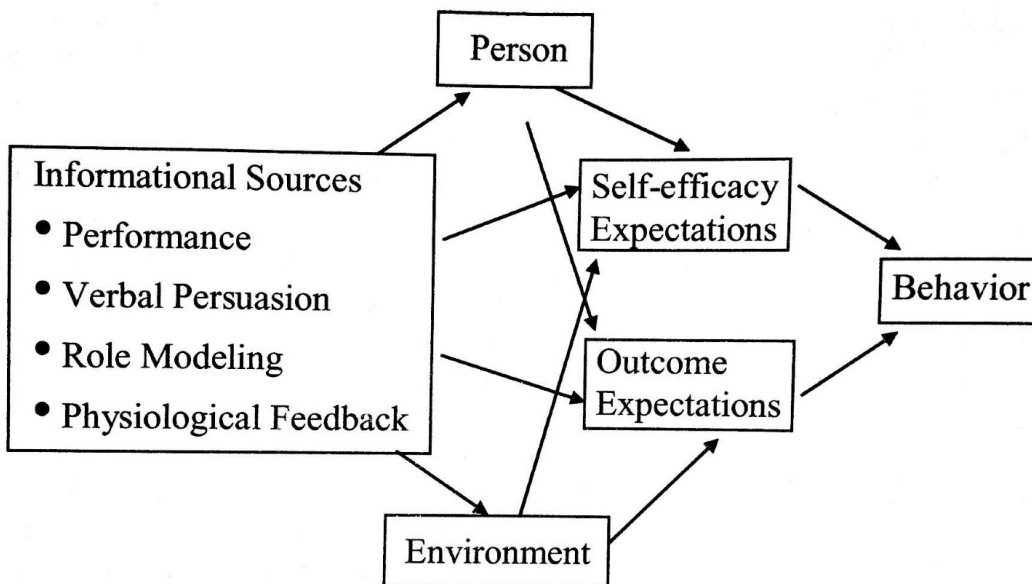 Person
Informational Sources
• Performance
• Verbal Persuasion
• Role Modeling
• Physiological Feedback
Self-efficacy
Expectations
Outcome
Expectations
Behavior
Environment